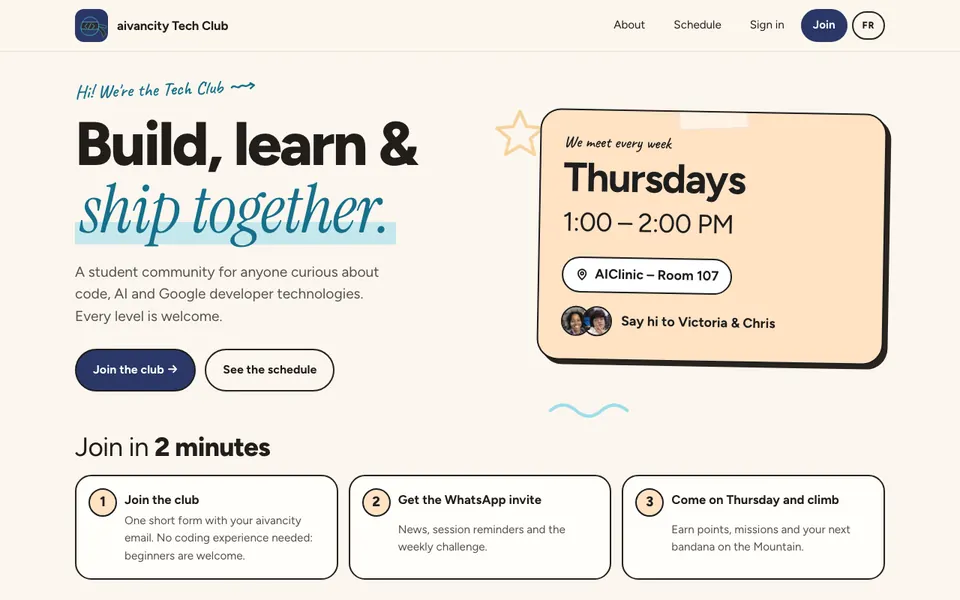 aivancity Tech Club
About
Schedule
Sign in
Join
FR
Hi! We're the Tech Club
Build, learn &
ship together.
A student community for anyone curious about
code, AI and Google developer technologies.
Every level is welcome.
Join the club →
See the schedule
We meet every week
Thursdays
1:00 – 2:00 PM
AIClinic – Room 107
Say hi to Victoria & Chris
Join in 2 minutes
1
Join the club
One short form with your aivancity
email. No coding experience needed:
beginners are welcome.
2
Get the WhatsApp invite
News, session reminders and the
weekly challenge.
3
Come on Thursday and climb
Earn points, missions and your next
bandana on the Mountain.